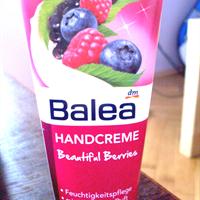 dm
Balea
HANDCREME
Beautiful Berries
• Feuchtigkeitspflege